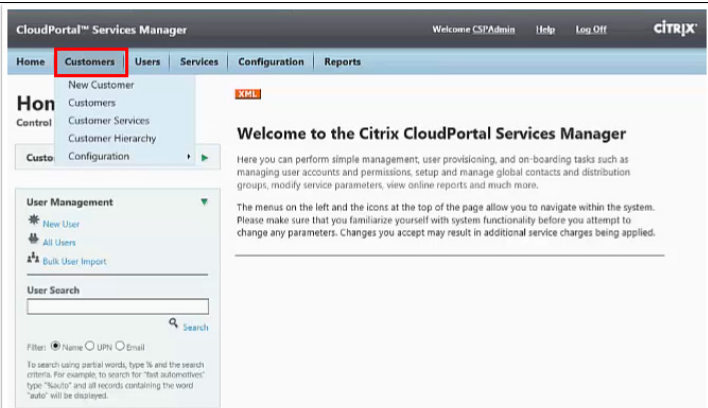 CloudPortal™ Services Manager
Welcome CSPAdmin Help Log Off
CİTRIX
Home Customers Users Services Configuration Reports
New Customer
Customers
Customer Services
Customer Hierarchy
Configuration
Hom
Control
Custo
XML
Welcome to the Citrix CloudPortal Services Manager
Here you can perform simple management, user provisioning, and on-boarding tasks such as
managing user accounts and permissions, setup and manage global contacts and distribution
groups, modify service parameters, view online reports and much more.
The menus on the left and the icons at the top of the page allow you to navigate within the system.
Please make sure that you familiarize yourself with system functionality before you attempt to
change any parameters. Changes you accept may result in additional service charges being applied.
User Management
New User
All Users
Bulk User Import
User Search
Search
Filter: Name UPN Email
To search using partial words, type % and the search
criteria. For example, to search for "fast automotives"
type "%auto" and all records containing the word
"auto" will be displayed.